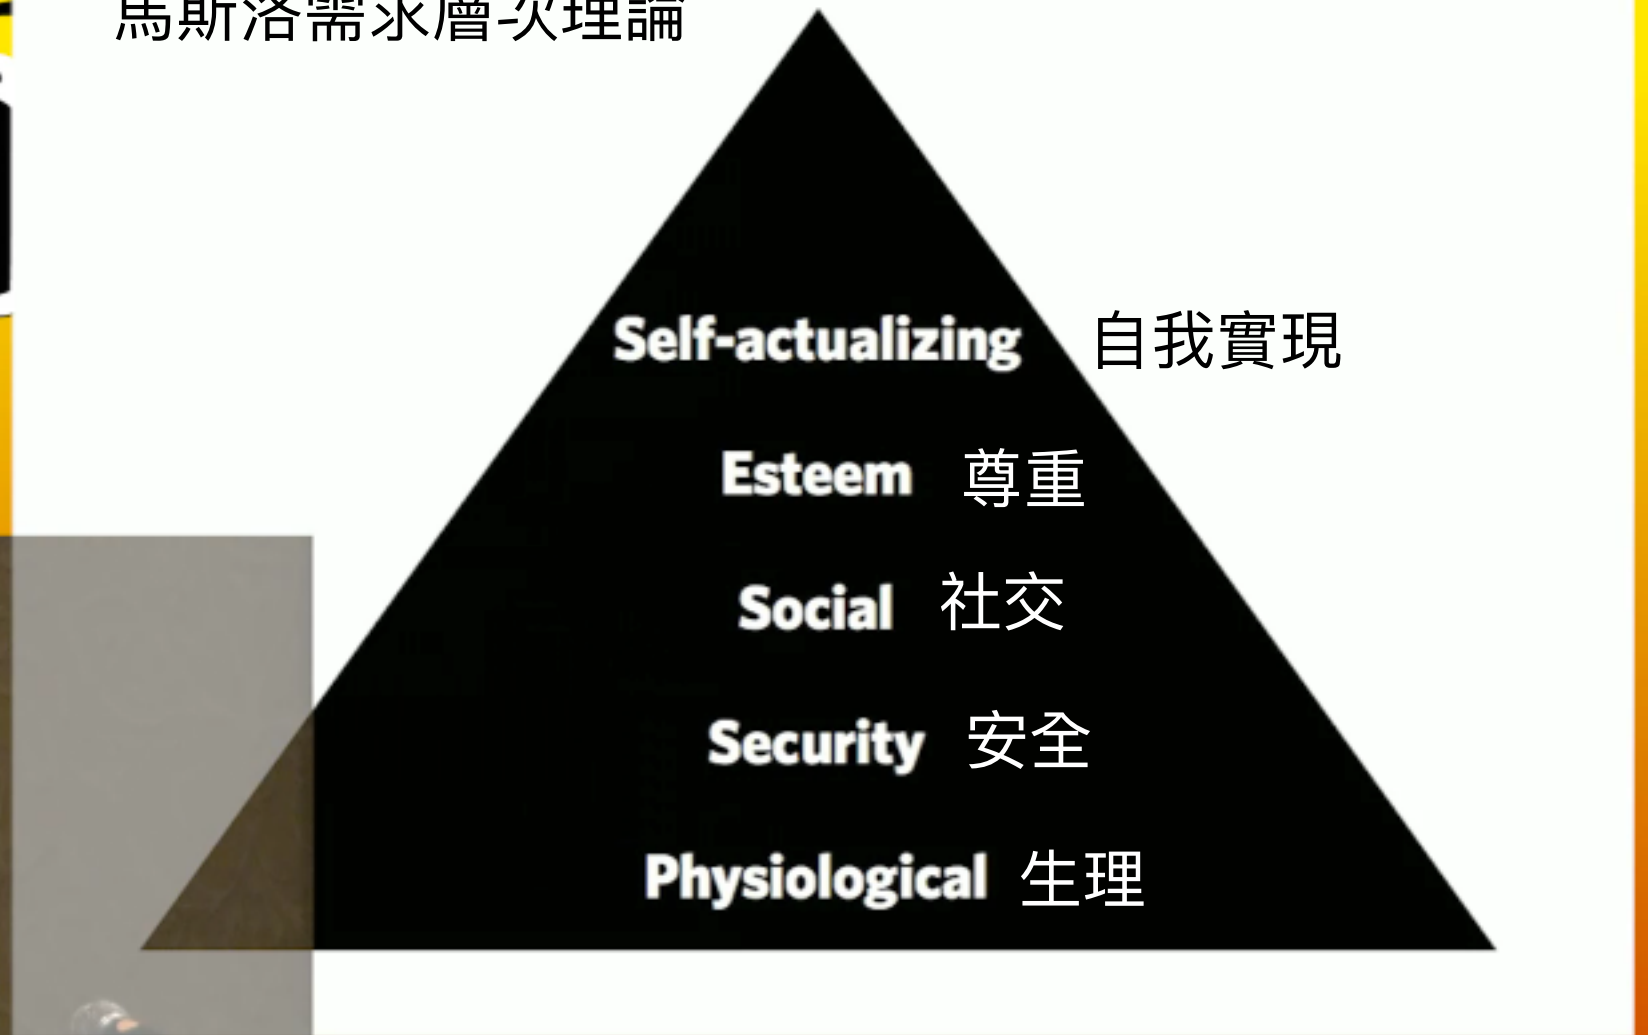 馬斯洛需求層次理論
Self-actualizing 自我實現
Esteem 尊重
Social 社交
Security 安全
Physiological 生理